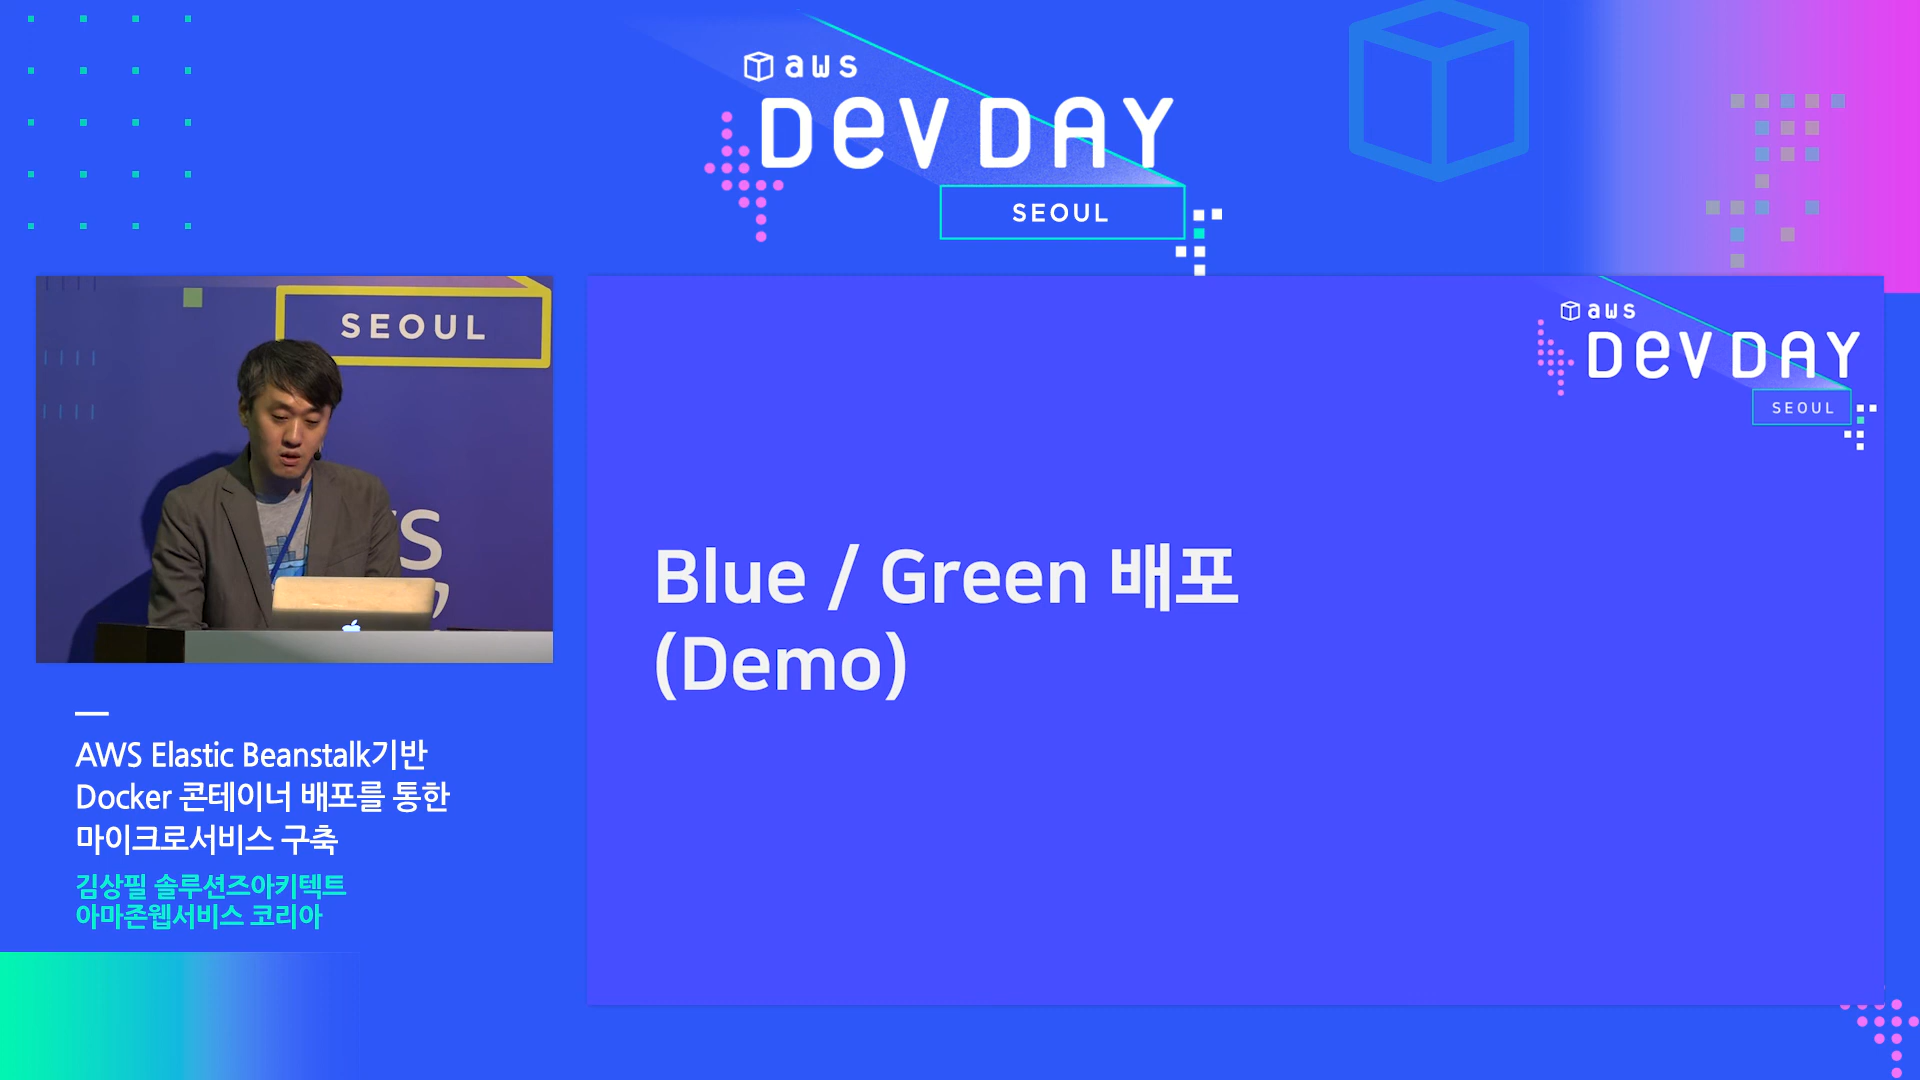 aws
DEV DAY
SEOUL
SEOUL
WS
aws
DEV DAY
SEOUL
Blue / Green 배포
(Demo)
AWS Elastic Beanstalk기반
Docker 콘테이너 배포를 통한
마이크로서비스 구축
김상필 솔루션즈아키텍트
아마존웹서비스 코리아